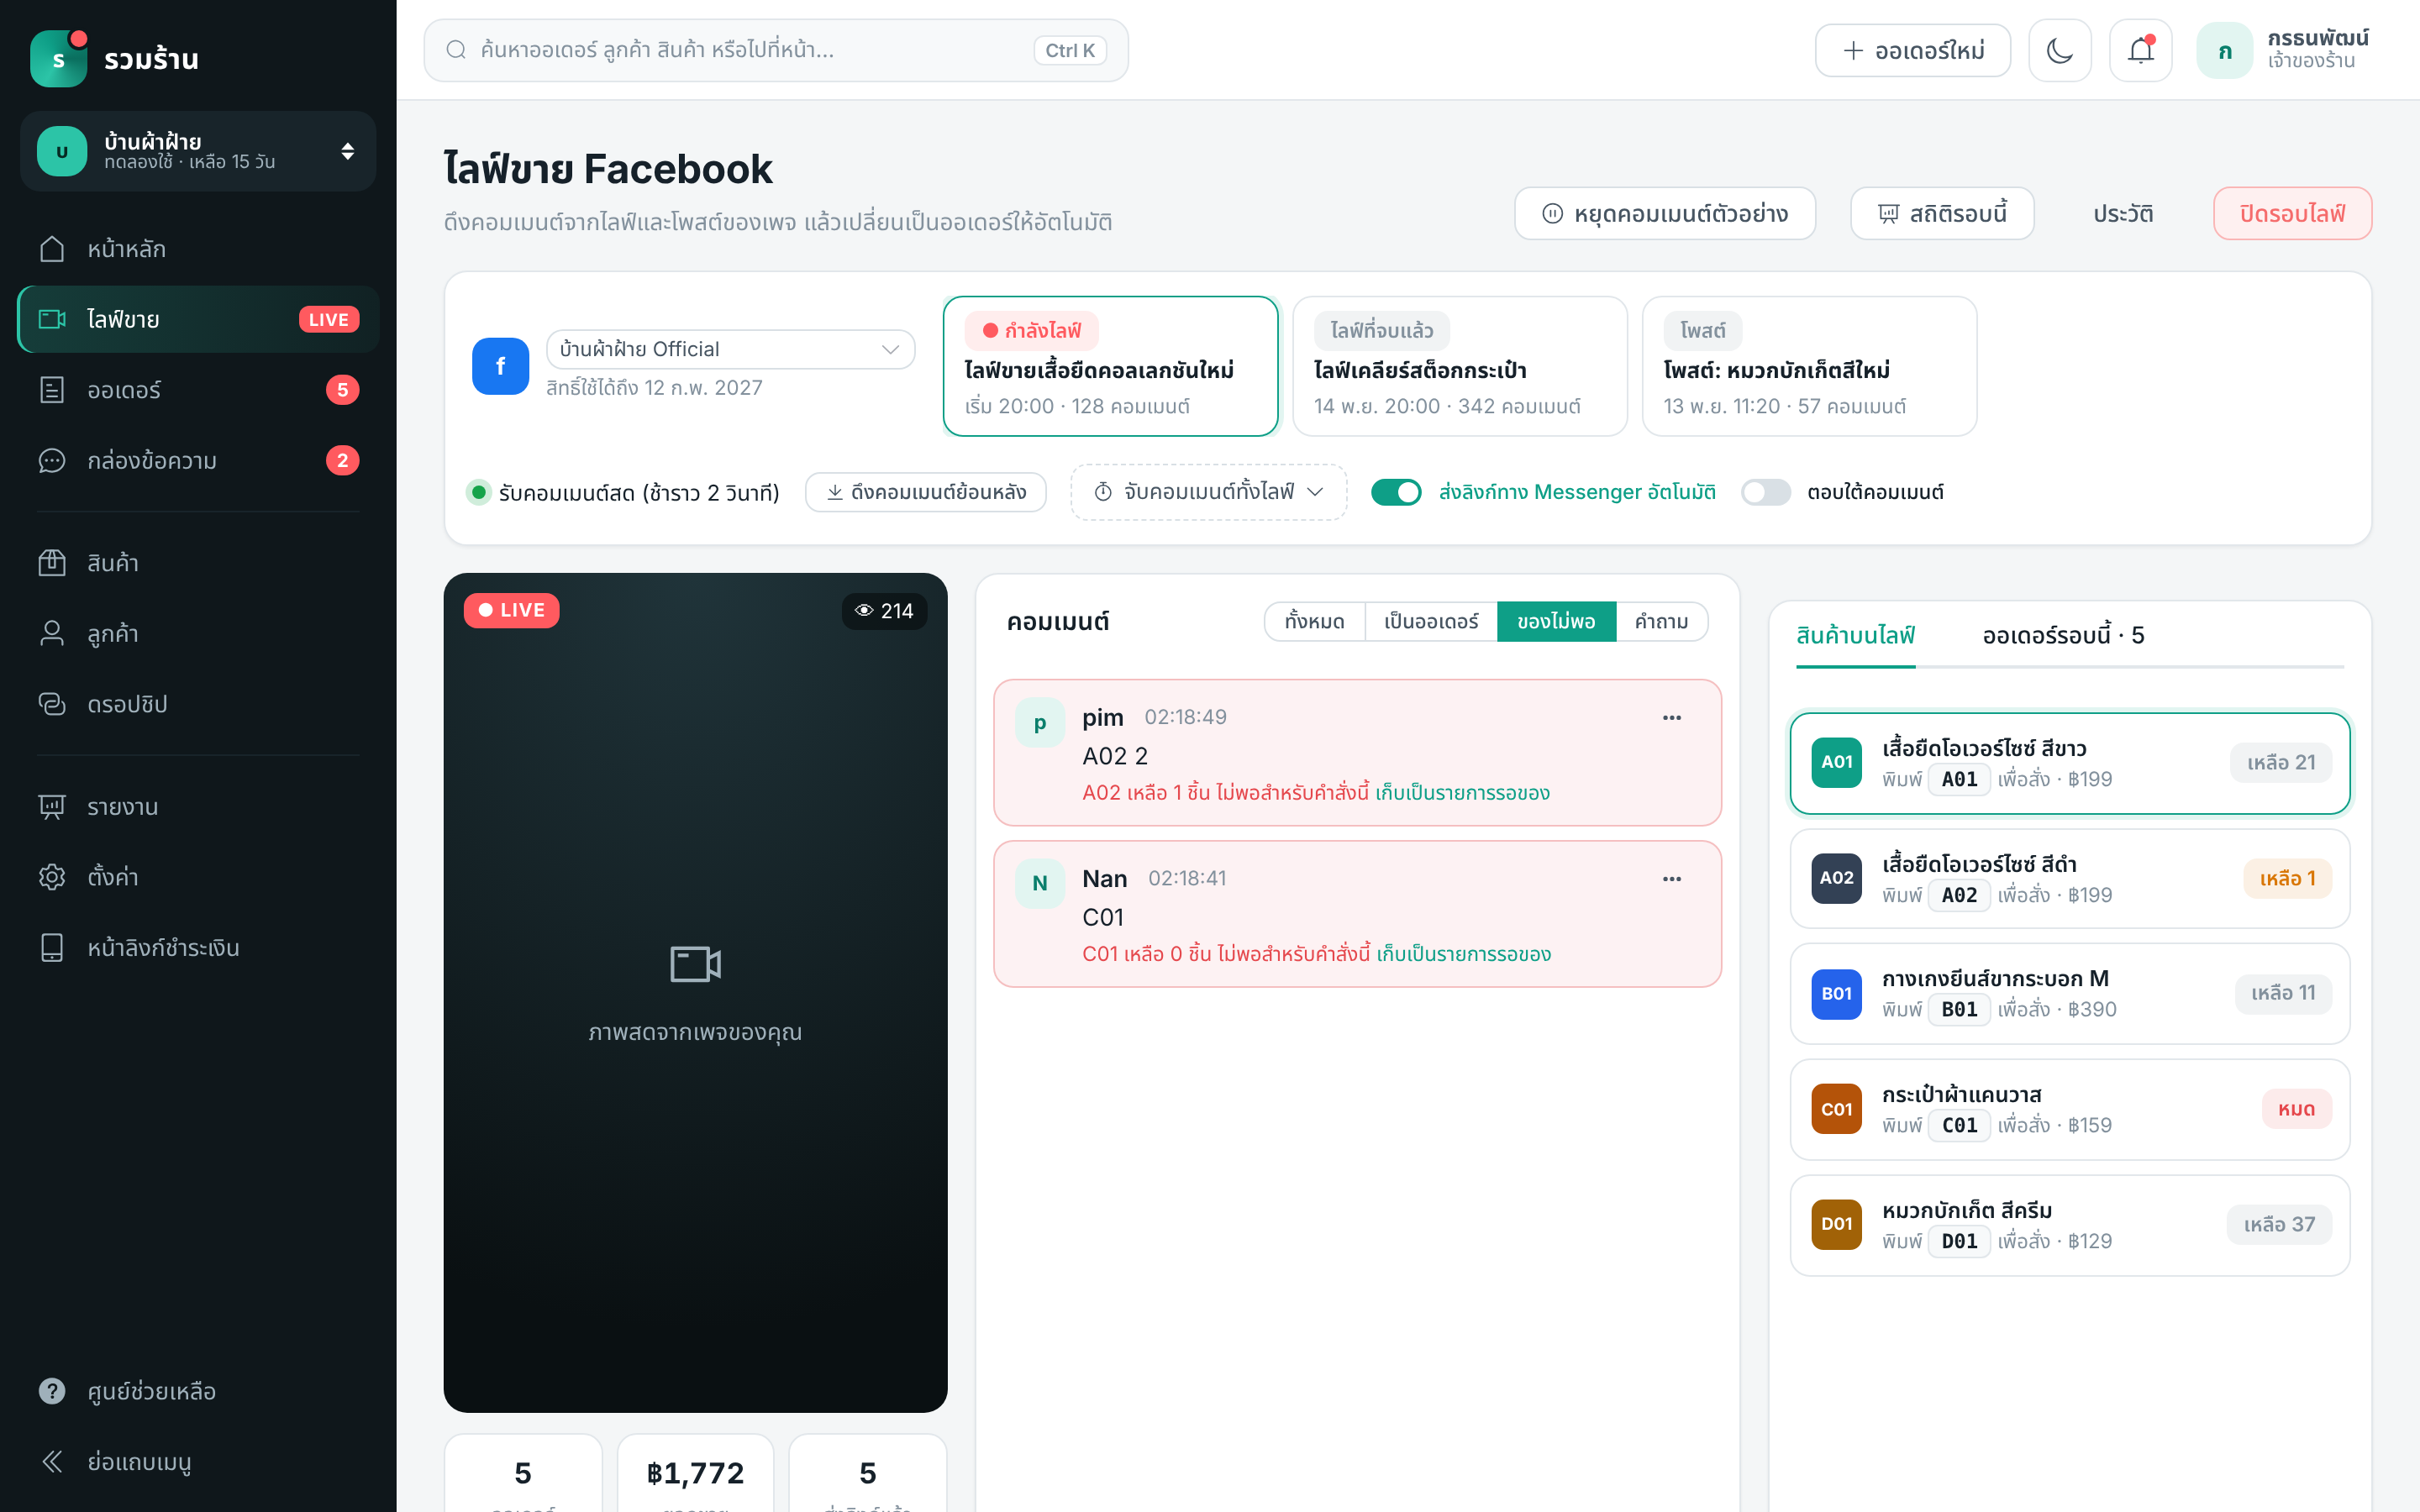 s
รวมร้าน
บ
บ้านผ้าฝ้าย
ทดลองใช้ · เหลือ 15 วัน
หน้าหลัก
ไลฟ์ขาย LIVE
ออเดอร์ 5
กล่องข้อความ 2
สินค้า
ลูกค้า
ดรอปชิป
รายงาน
ตั้งค่า
หน้าลิงก์ชำระเงิน
ศูนย์ช่วยเหลือ
ย่อแถบเมนู
ค้นหาออเดอร์ ลูกค้า สินค้า หรือไปที่หน้า... Ctrl K
ออเดอร์ใหม่
ก
กรธนพัฒน์
เจ้าของร้าน
ไลฟ์ขาย Facebook
ดึงคอมเมนต์จากไลฟ์และโพสต์ของเพจ แล้วเปลี่ยนเป็นออเดอร์ให้อัตโนมัติ
หยุดคอมเมนต์ตัวอย่าง
สถิติรอบนี้
ประวัติ
ปิดรอบไลฟ์
f
บ้านผ้าฝ้าย Official
สิทธิ์ใช้ได้ถึง 12 ก.พ. 2027
กำลังไลฟ์
ไลฟ์ขายเสื้อยืดคอลเลกชันใหม่
เริ่ม 20:00 · 128 คอมเมนต์
ไลฟ์ที่จบแล้ว
ไลฟ์เคลียร์สต็อกกระเป๋า
14 พ.ย. 20:00 · 342 คอมเมนต์
โพสต์
โพสต์: หมวกบักเก็ตสีใหม่
13 พ.ย. 11:20 · 57 คอมเมนต์
รับคอมเมนต์สด (ช้าราว 2 วินาที)
ดึงคอมเมนต์ย้อนหลัง
จับคอมเมนต์ทั้งไลฟ์
ส่งลิงก์ทาง Messenger อัตโนมัติ
ตอบใต้คอมเมนต์
LIVE
214
ภาพสดจากเพจของคุณ
5
฿1,772
5
คอมเมนต์
ทั้งหมด
เป็นออเดอร์
ของไม่พอ
คำถาม
p
pim 02:18:49
A02 2
A02 เหลือ 1 ชิ้น ไม่พอสำหรับคำสั่งนี้ เก็บเป็นรายการรอของ
N
Nan 02:18:41
C01
C01 เหลือ 0 ชิ้น ไม่พอสำหรับคำสั่งนี้ เก็บเป็นรายการรอของ
สินค้าบนไลฟ์
ออเดอร์รอบนี้ · 5
A01
เสื้อยืดโอเวอร์ไซซ์ สีขาว
พิมพ์ A01 เพื่อสั่ง · ฿199
เหลือ 21
A02
เสื้อยืดโอเวอร์ไซซ์ สีดำ
พิมพ์ A02 เพื่อสั่ง · ฿199
เหลือ 1
B01
กางเกงยีนส์ขากระบอก M
พิมพ์ B01 เพื่อสั่ง · ฿390
เหลือ 11
C01
กระเป๋าผ้าแคนวาส
พิมพ์ C01 เพื่อสั่ง · ฿159
หมด
D01
หมวกบักเก็ต สีครีม
พิมพ์ D01 เพื่อสั่ง · ฿129
เหลือ 37